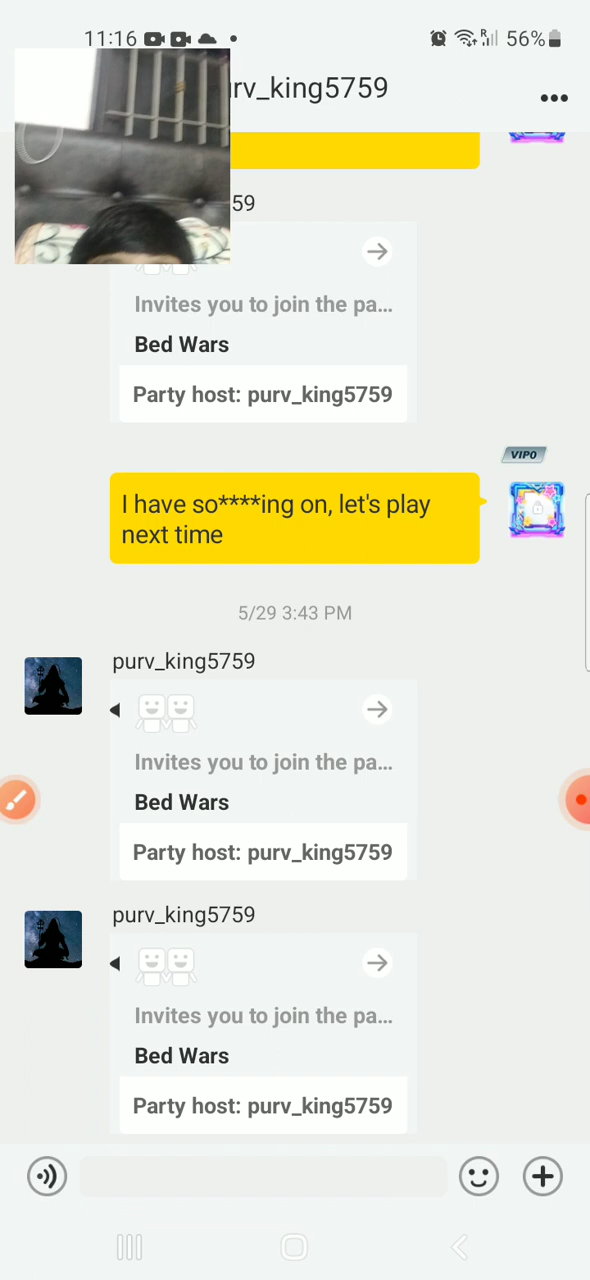 11:16
56%
rv_king5759
59
Invites you to join the pa...
Bed Wars
Party host: purv_king5759
VIP0
I have so****ing on, let's play
next time
5/29 3:43 PM
purv_king5759
Invites you to join the pa...
Bed Wars
Party host: purv_king5759
purv_king5759
Invites you to join the pa...
Bed Wars
Party host: purv_king5759